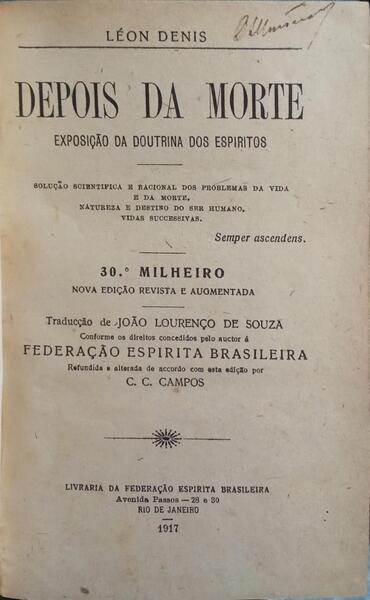 LÉON DENIS
DEPOIS DA MORTE
EXPOSIÇÃO DA DOUTRINA DOS ESPIRITOS
SOLUÇÃO SCIENTIFICA E RACIONAL DOS PROBLEMAS DA VIDA
E DA MORTE,
NATUREZA E DESTINO DO SER HUMANO,
VIDAS SUCCESSIVAS.
Semper ascendens.
30.º MILHEIRO
NOVA EDIÇÃO REVISTA E AUGMENTADA
Traducção de JOÃO LOURENÇO DE SOUZA
Conforme os direitos concedidos pelo auctor á
FEDERAÇÃO ESPIRITA BRASILEIRA
Refundida e alterada de accordo com esta edição por
C. C. CAMPOS
LIVRARIA DA FEDERAÇÃO ESPIRITA BRASILEIRA
Avenida Passos — 28 e 30
RIO DE JANEIRO
1917